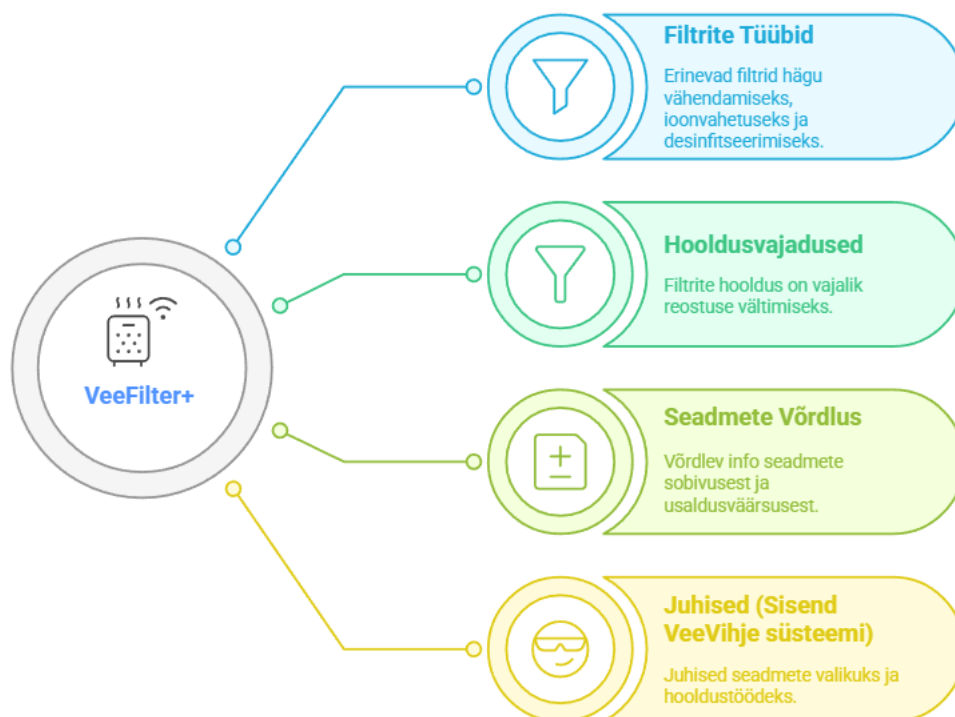 VeeFilter+
Filtrite Tüübid
Erinevad filtrid hägu
vähendamiseks,
ioonvahetuseks ja
desinfitseerimiseks.
Hooldusvajadused
Filtrite hooldus on vajalik
reostuse vältimiseks.
Seadmete Võrdlus
Võrdlev info seadmete
sobivusest ja
usaldusväärsusest.
Juhised (Sisend
VeeVihje süsteemi)
Juhised seadmete valikuks ja
hooldustöödeks.